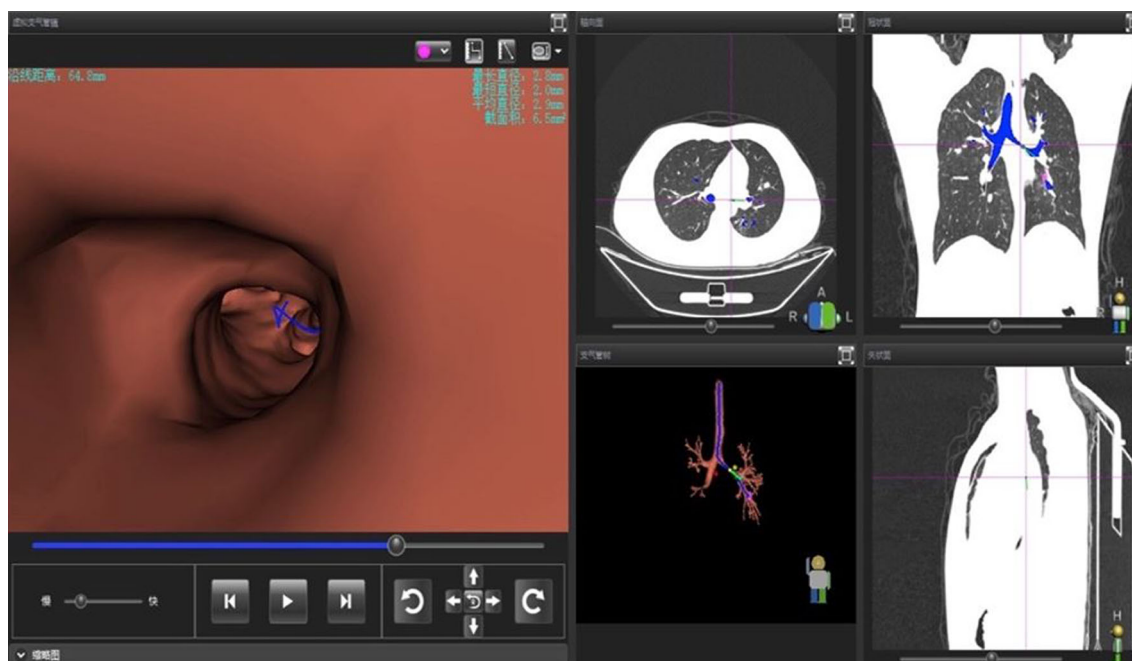 虚拟支气管镜
沿线距离：64.8mm
最长直径：2.8mm
最短直径：2.0mm
平均直径：2.9mm
截面积：6.5mm²
慢
快
缩略图
轴向图
A
R
L
冠状图
H
R
支气管树
矢状图
H
A